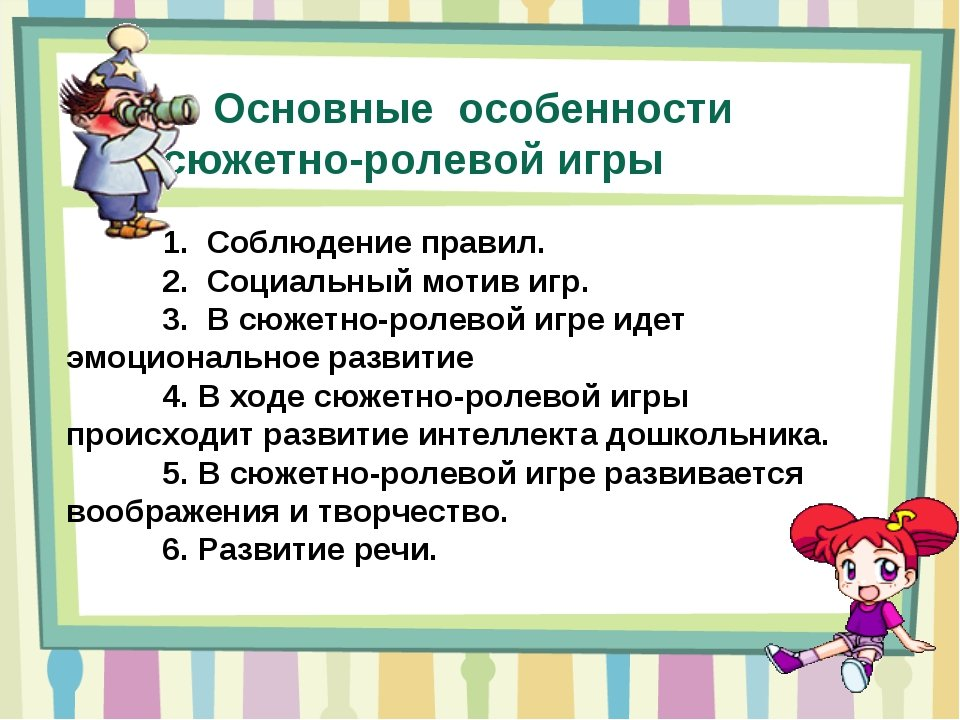 Основные особенности
сюжетно-ролевой игры
1. Соблюдение правил.
2. Социальный мотив игр.
3. В сюжетно-ролевой игре идет
эмоциональное развитие
4. В ходе сюжетно-ролевой игры
происходит развитие интеллекта дошкольника.
5. В сюжетно-ролевой игре развивается
воображения и творчество.
6. Развитие речи.